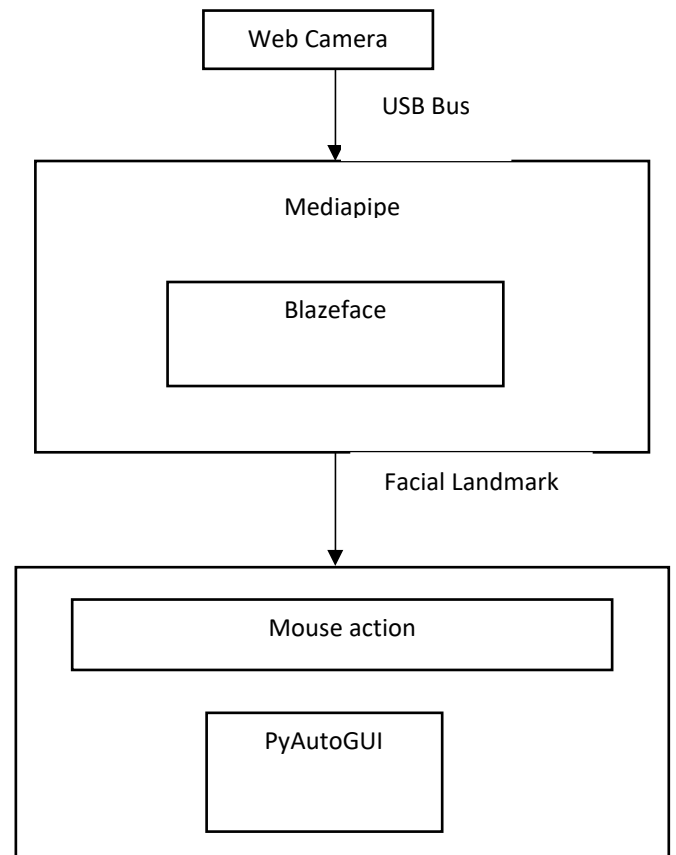 Web Camera
USB Bus
Mediapipe
Blazeface
Facial Landmark
Mouse action
PyAutoGUI